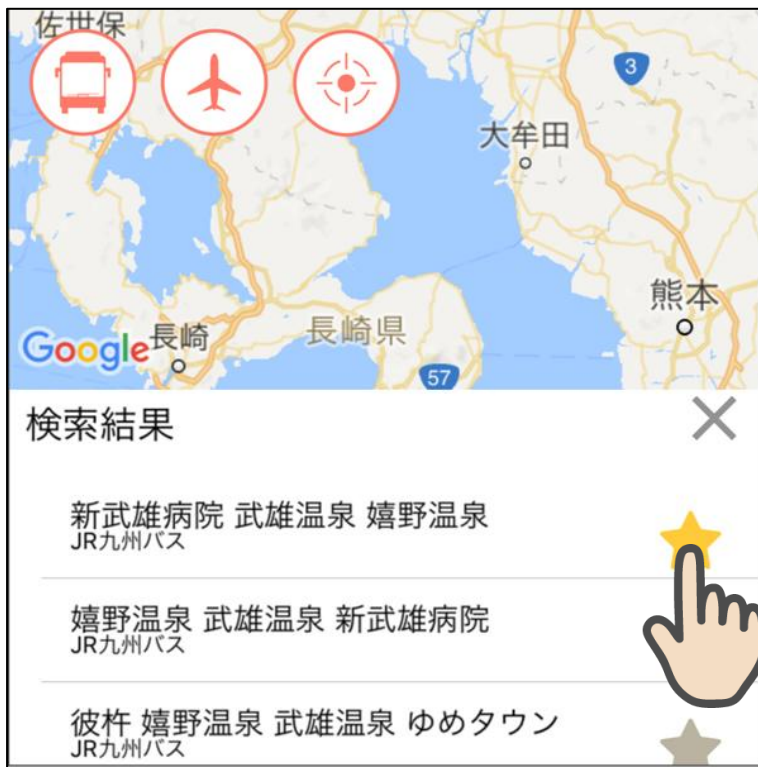 佐世保
3
大牟田
熊本
長崎県
長崎
Google
57
検索結果
新武雄病院 武雄温泉 嬉野温泉
JR九州バス
嬉野温泉 武雄温泉 新武雄病院
JR九州バス
彼杵 嬉野温泉 武雄温泉 ゆめタウン
JR九州バス